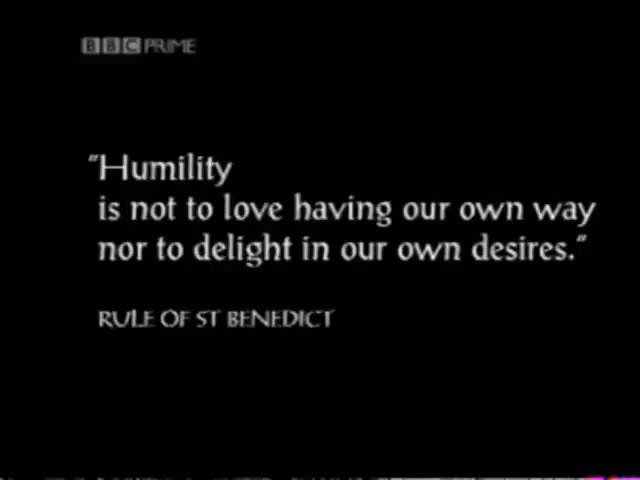 BBC PRIME
"Humility
is not to love having our own way
nor to delight in our own desires."
RULE OF ST BENEDICT